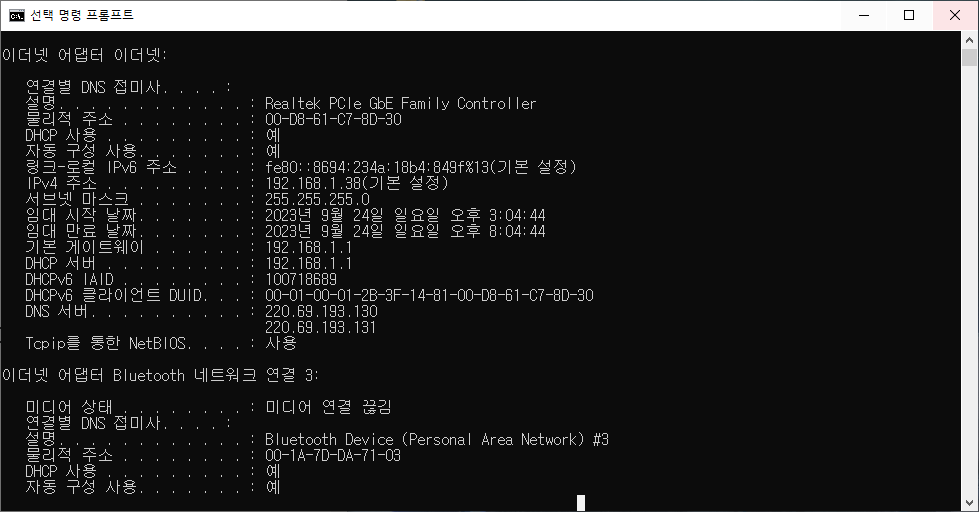 선택 명령 프롬프트
이더넷 어댑터 이더넷:
연결별 DNS 접미사. . . . :
설명. . . . . . . . . . . . : Realtek PCIe GbE Family Controller
물리적 주소 . . . . . . . . . : 00-D8-61-C7-8D-30
DHCP 사용 . . . . . . . . . : 예
자동 구성 사용. . . . . . . : 예
링크-로컬 IPv6 주소 . . . . : fe80::8694:234a:18b4:849f%13(기본 설정)
IPv4 주소 . . . . . . . . . : 192.168.1.38(기본 설정)
서브넷 마스크 . . . . . . . : 255.255.255.0
임대 시작 날짜. . . . . . . : 2023년 9월 24일 일요일 오후 3:04:44
임대 만료 날짜. . . . . . . : 2023년 9월 24일 일요일 오후 8:04:44
기본 게이트웨이 . . . . . . : 192.168.1.1
DHCP 서버 . . . . . . . . . : 192.168.1.1
DHCPv6 IAID . . . . . . . . : 100718689
DHCPv6 클라이언트 DUID. . . : 00-01-00-01-2B-3F-14-81-00-D8-61-C7-8D-30
DNS 서버. . . . . . . . . . : 220.69.193.130
220.69.193.131
Tcpip를 통한 NetBIOS. . . . : 사용
이더넷 어댑터 Bluetooth 네트워크 연결 3:
미디어 상태 . . . . . . . . : 미디어 연결 끊김
연결별 DNS 접미사. . . . :
설명. . . . . . . . . . . . : Bluetooth Device (Personal Area Network) #3
물리적 주소 . . . . . . . . . : 00-1A-7D-DA-71-03
DHCP 사용 . . . . . . . . . : 예
자동 구성 사용. . . . . . . : 예